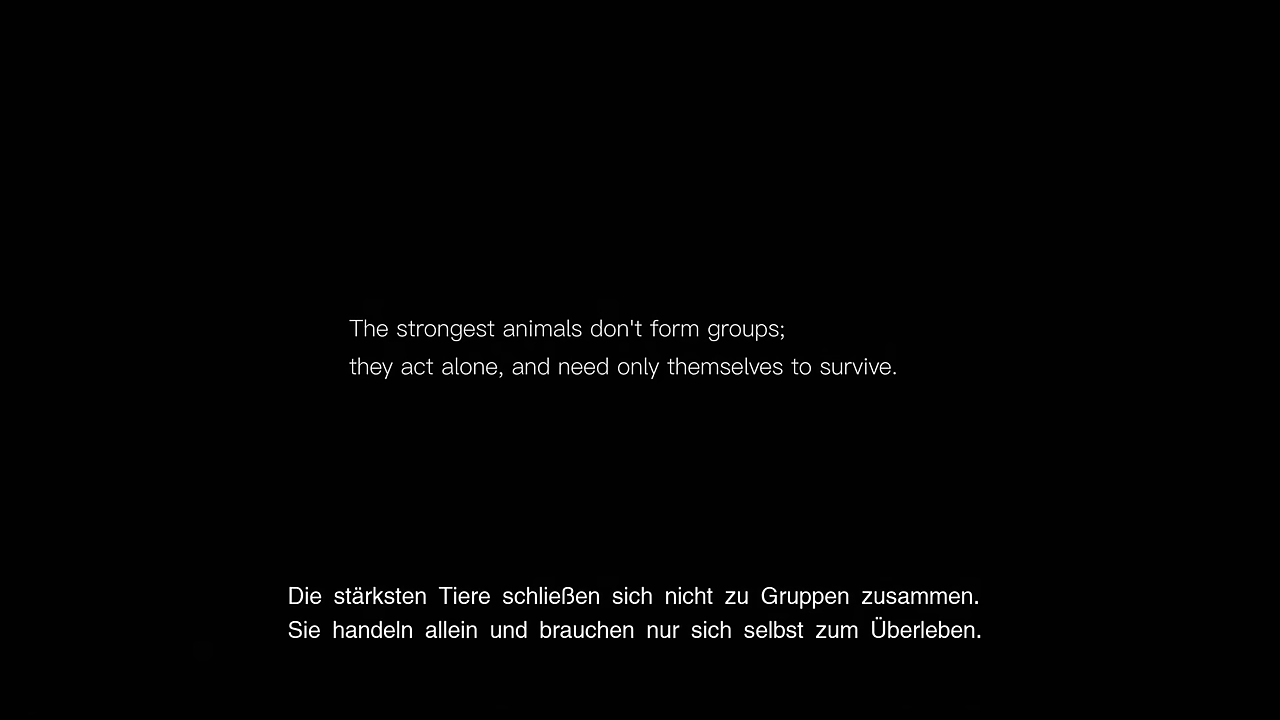 The strongest animals don't form groups;
they act alone, and need only themselves to survive.
Die stärksten Tiere schließen sich nicht zu Gruppen zusammen.
Sie handeln allein und brauchen nur sich selbst zum Überleben.